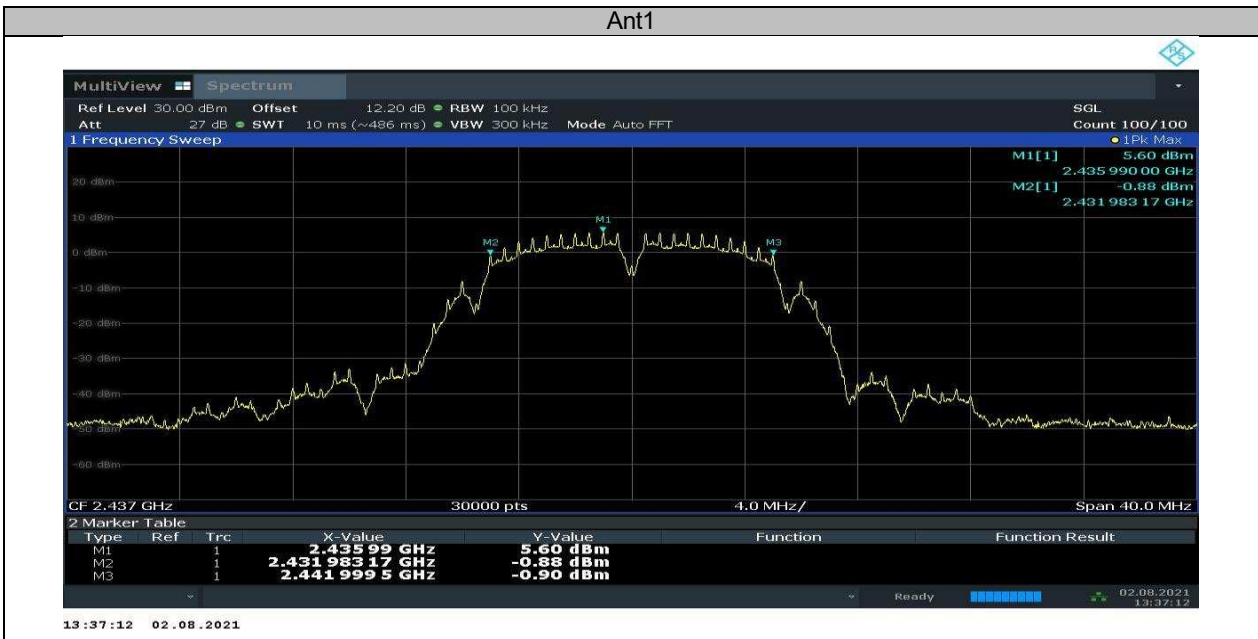 Ant1
R&S
MultiView Spectrum
Ref Level 30.00 dBm Offset 12.20 dB RBW 100 kHz SGL
Att 27 dB SWT 10 ms (~486 ms) VBW 300 kHz Mode Auto FFT Count 100/100
1 Frequency Sweep 1Pk Max
M1[1] 5.60 dBm
2.435 990 00 GHz
M2[1] -0.88 dBm
2.431 983 17 GHz
20 dBm
10 dBm
M1
M2 M3
0 dBm
-10 dBm
-20 dBm
-30 dBm
-40 dBm
-50 dBm
-60 dBm
CF 2.437 GHz 30000 pts 4.0 MHz/ Span 40.0 MHz
2 Marker Table
Type Ref Trc X-Value Y-Value Function Function Result
M1 1 2.435 99 GHz 5.60 dBm
M2 1 2.431 983 17 GHz -0.88 dBm
M3 1 2.441 999 5 GHz -0.90 dBm
Ready 02.08.2021
13:37:12
13:37:12 02.08.2021